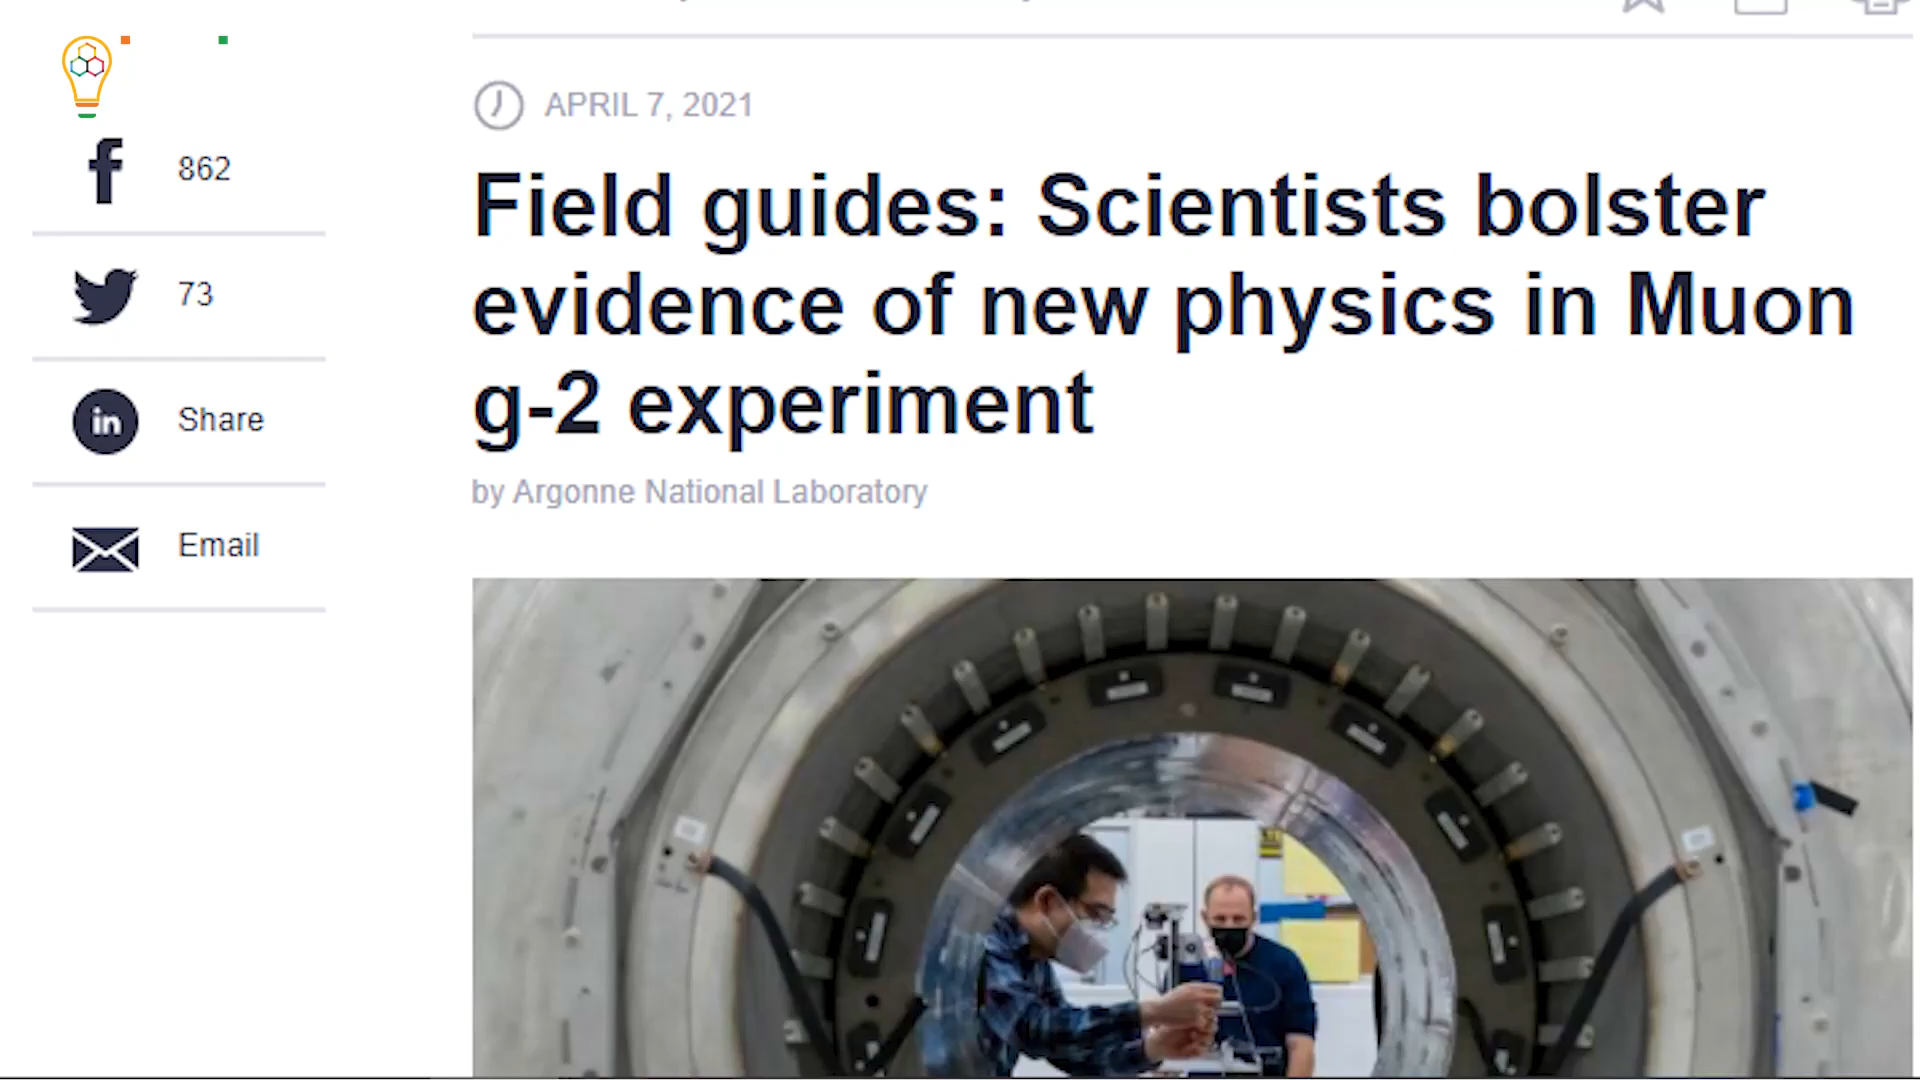 APRIL 7, 2021
Field guides: Scientists bolster
evidence of new physics in Muon
g-2 experiment
by Argonne National Laboratory
862
73
in Share
Email